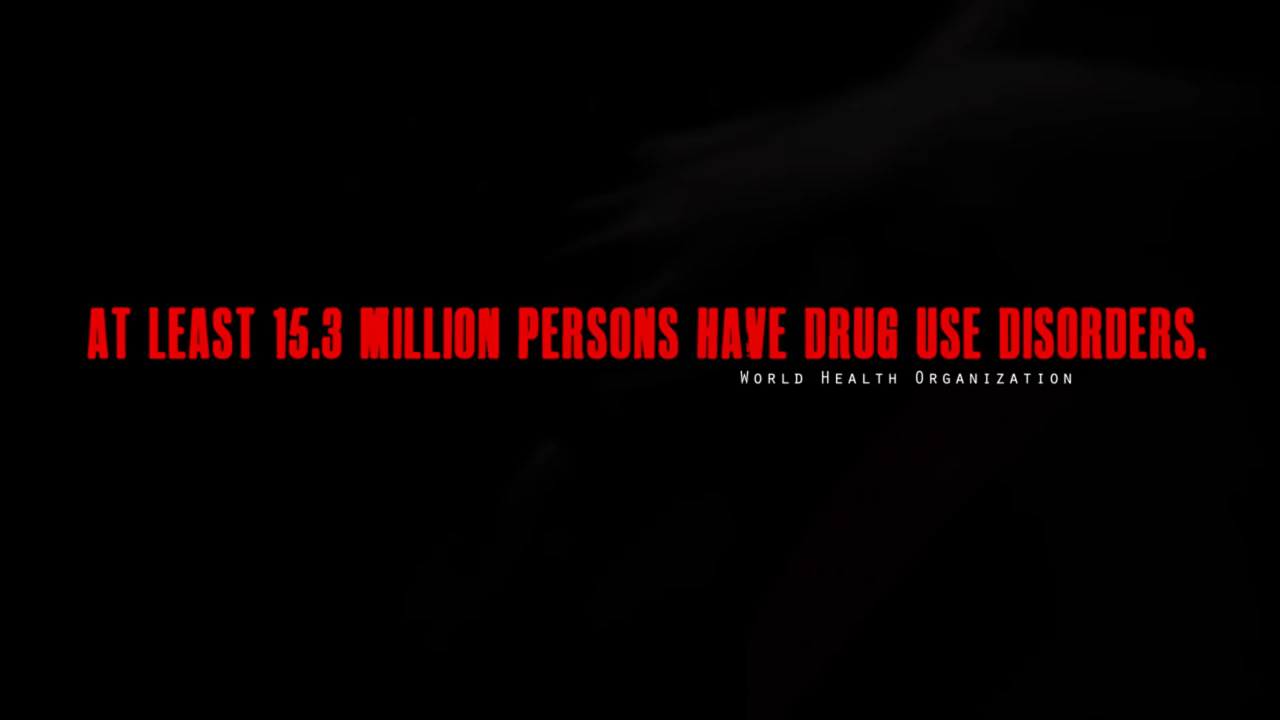 AT LEAST 15.3 MILLION PERSONS HAVE DRUG USE DISORDERS.
WORLD HEALTH ORGANIZATION